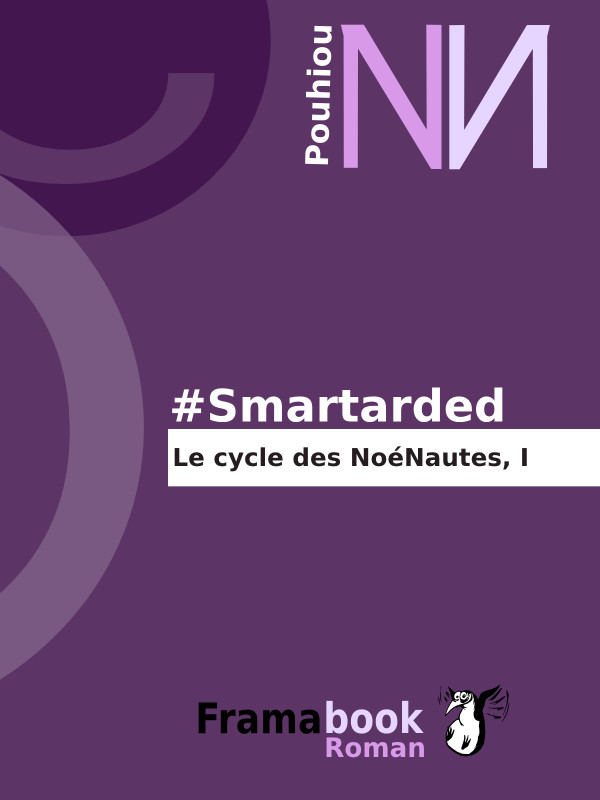 Pouhiou
NN
#Smartarded
Le cycle des NoéNautes, I
Framabook
Roman